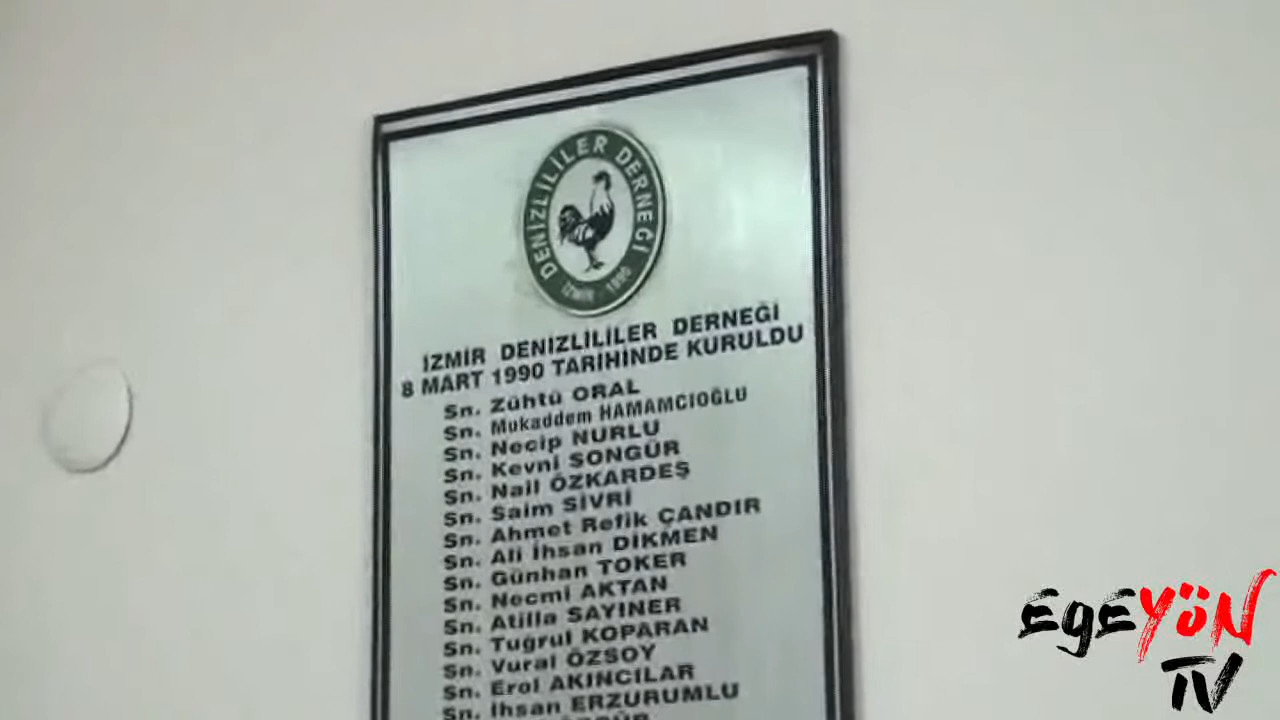 DENİZLİLİLER DERNEĞİ
İZMİR 1990
İZMİR DENİZLİLİLER DERNEĞİ
8 MART 1990 TARİHİNDE KURULDU
Sn. Zühtü ORAL
Sn. Mukaddem HAMAMCIOĞLU
Sn. Necip NURLU
Sn. Kevni SONGÜR
Sn. Nail ÖZKARDEŞ
Sn. Saim SİVRİ
Sn. Ahmet Refik ÇANDIR
Sn. Ali İhsan DİKMEN
Sn. Günhan TOKER
Sn. Necmi AKTAN
Sn. Atilla SAYINER
Sn. Tuğrul KOPARAN
Sn. Vural ÖZSOY
Sn. Erol AKINCILAR
Sn. İhsan ERZURUMLU
EGEYÖN
TV